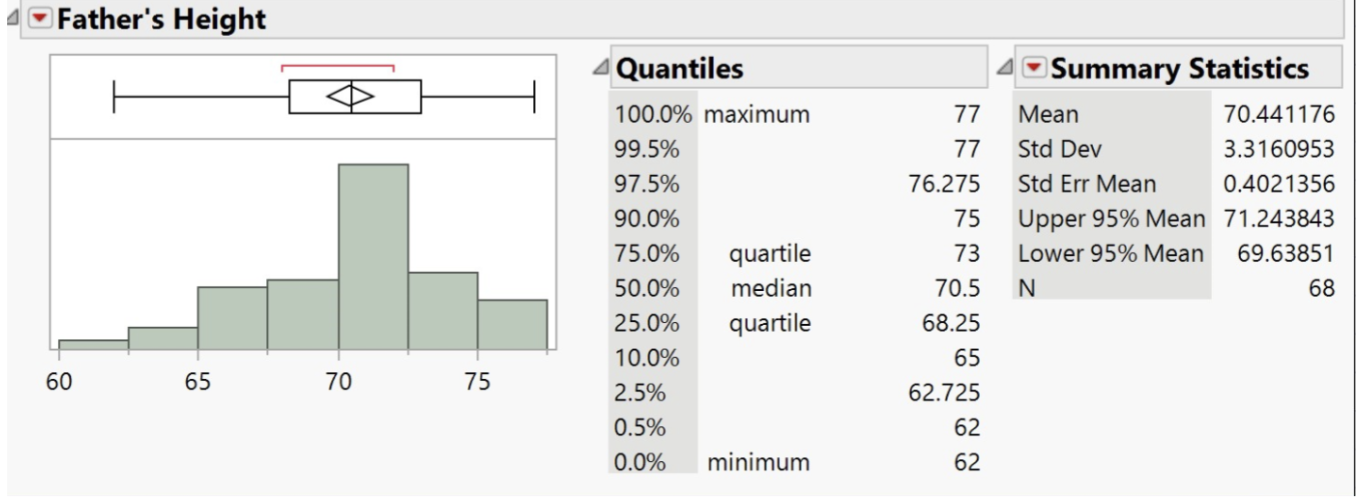 Father's Height
60 65 70 75
Quantiles
100.0% maximum 77
99.5% 77
97.5% 76.275
90.0% 75
75.0% quartile 73
50.0% median 70.5
25.0% quartile 68.25
10.0% 65
2.5% 62.725
0.5% 62
0.0% minimum 62
Summary Statistics
Mean 70.441176
Std Dev 3.3160953
Std Err Mean 0.4021356
Upper 95% Mean 71.243843
Lower 95% Mean 69.63851
N 68